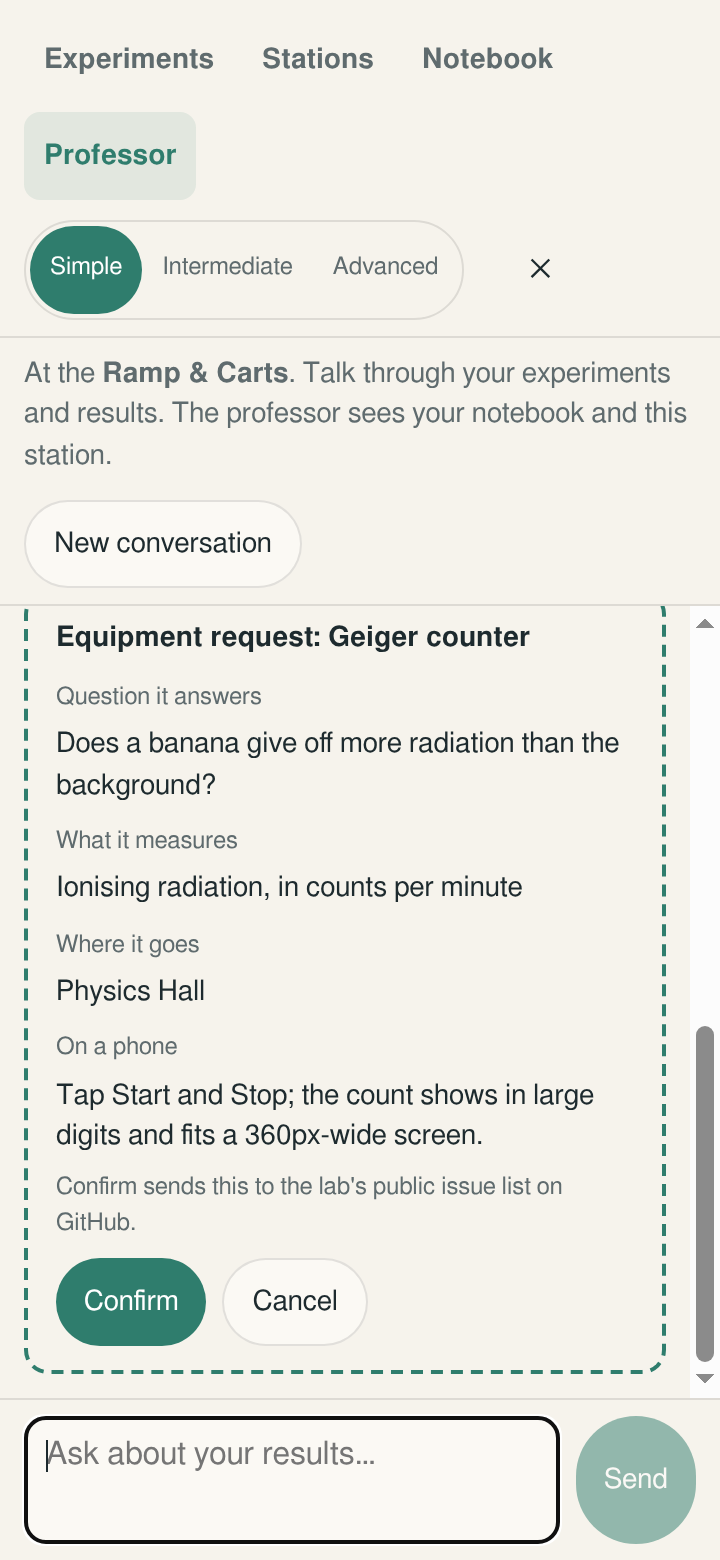 Experiments Stations Notebook
Professor
Simple Intermediate Advanced
At the Ramp & Carts. Talk through your experiments
and results. The professor sees your notebook and this
station.
New conversation
Equipment request: Geiger counter
Question it answers
Does a banana give off more radiation than the
background?
What it measures
Ionising radiation, in counts per minute
Where it goes
Physics Hall
On a phone
Tap Start and Stop; the count shows in large
digits and fits a 360px-wide screen.
Confirm sends this to the lab's public issue list on
GitHub.
Confirm Cancel
Ask about your results...
Send